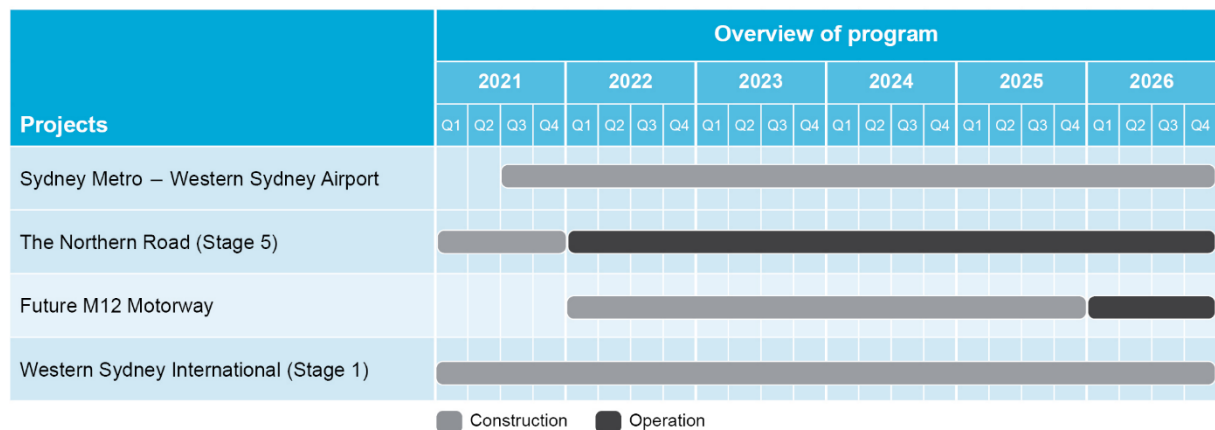 Overview of program
Projects
2021 2022 2023 2024 2025 2026
Q1 Q2 Q3 Q4 Q1 Q2 Q3 Q4 Q1 Q2 Q3 Q4 Q1 Q2 Q3 Q4 Q1 Q2 Q3 Q4 Q1 Q2 Q3 Q4
Sydney Metro – Western Sydney Airport
The Northern Road (Stage 5)
Future M12 Motorway
Western Sydney International (Stage 1)
Construction Operation